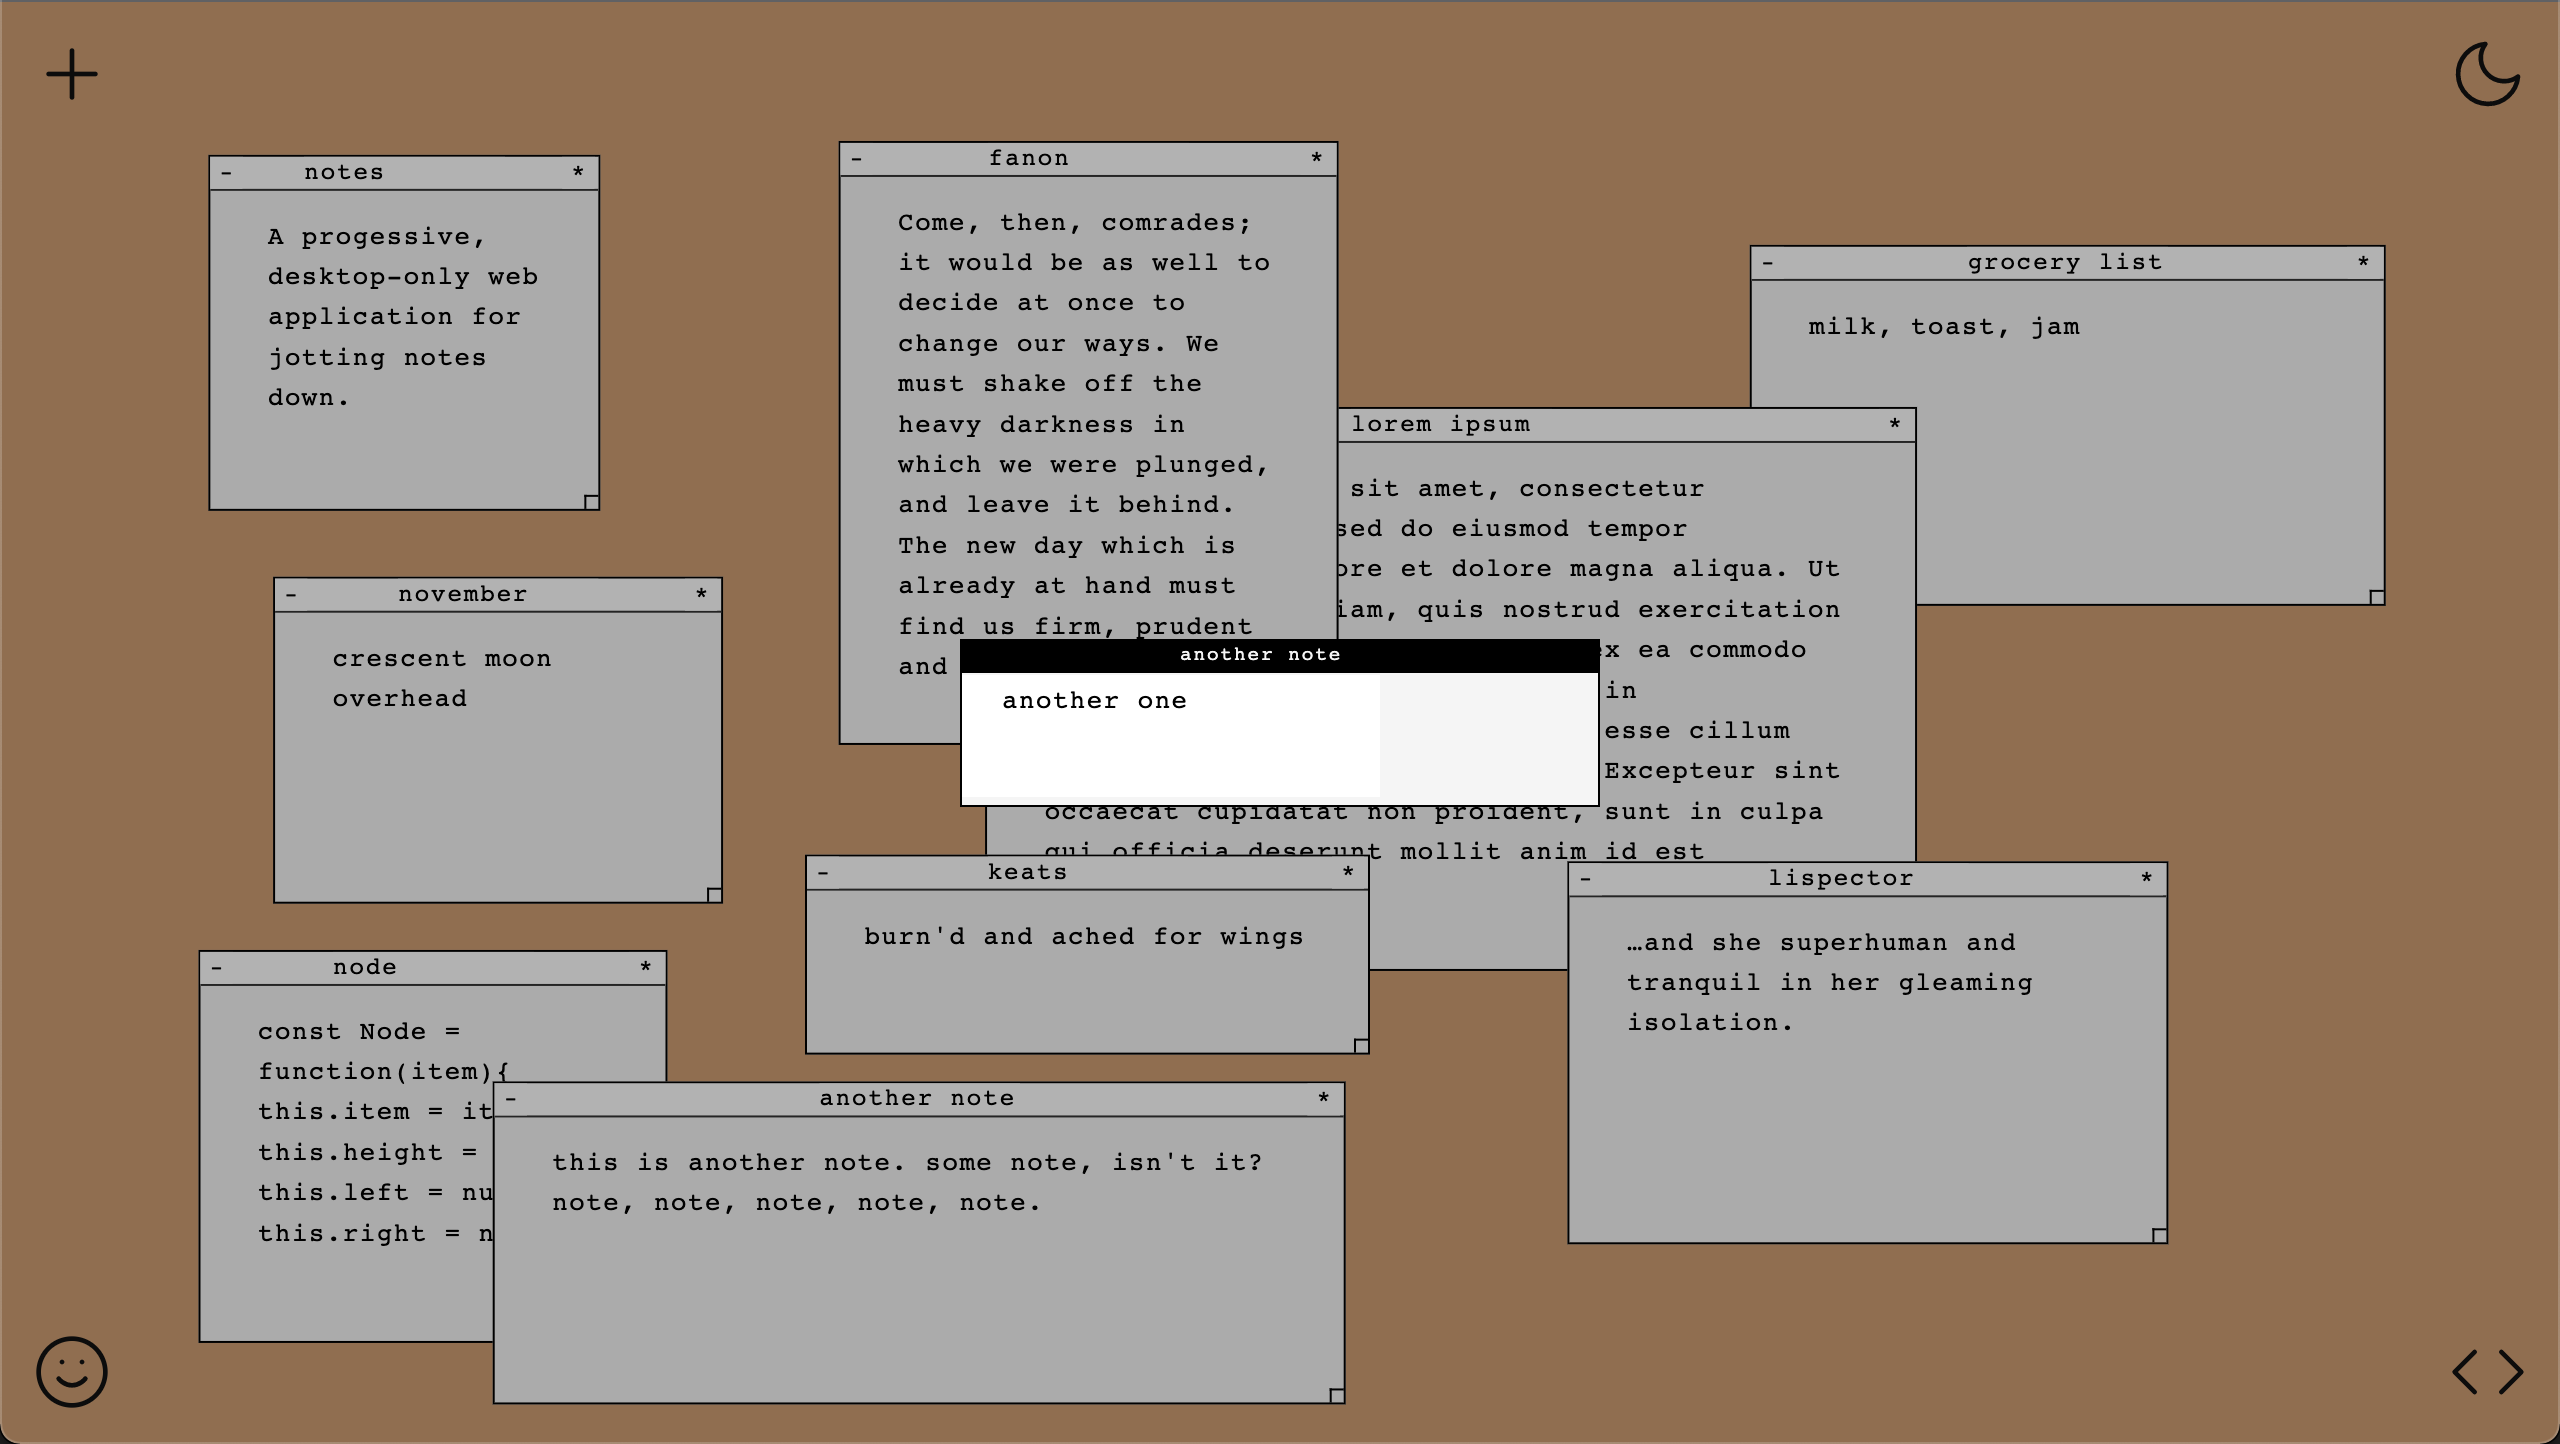 - notes *
A progessive,
desktop-only web
application for
jotting notes
down.
- fanon *
Come, then, comrades;
it would be as well to
decide at once to
change our ways. We
must shake off the
heavy darkness in
which we were plunged,
and leave it behind.
The new day which is
already at hand must
find us firm, prudent
and
- grocery list *
milk, toast, jam
lorem ipsum *
sit amet, consectetur
sed do eiusmod tempor
et dolore magna aliqua. Ut
quis nostrud exercitation
ea commodo
in
esse cillum
Excepteur sint
occaecat cupidatat non proident, sunt in culpa
qui officia deserunt mollit anim id est
another note
another one
- november *
crescent moon
overhead
- keats *
burn'd and ached for wings
- lispector *
…and she superhuman and
tranquil in her gleaming
isolation.
- node *
const Node =
function(item){
this.item = it
this.height =
this.left = nu
this.right = n
- another note *
this is another note. some note, isn't it?
note, note, note, note, note.